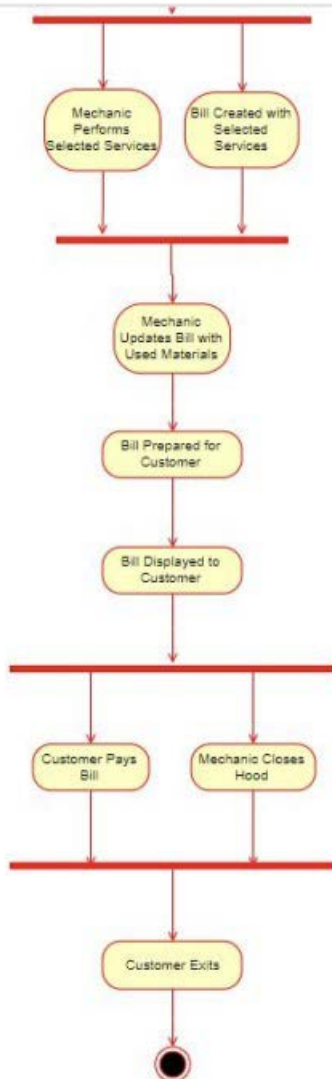 Mechanic
Performs
Selected Services
Bill Created with
Selected
Services
Mechanic
Updates Bill with
Used Materials
Bill Prepared for
Customer
Bill Displayed to
Customer
Customer Pays
Bill
Mechanic Closes
Hood
Customer Exits